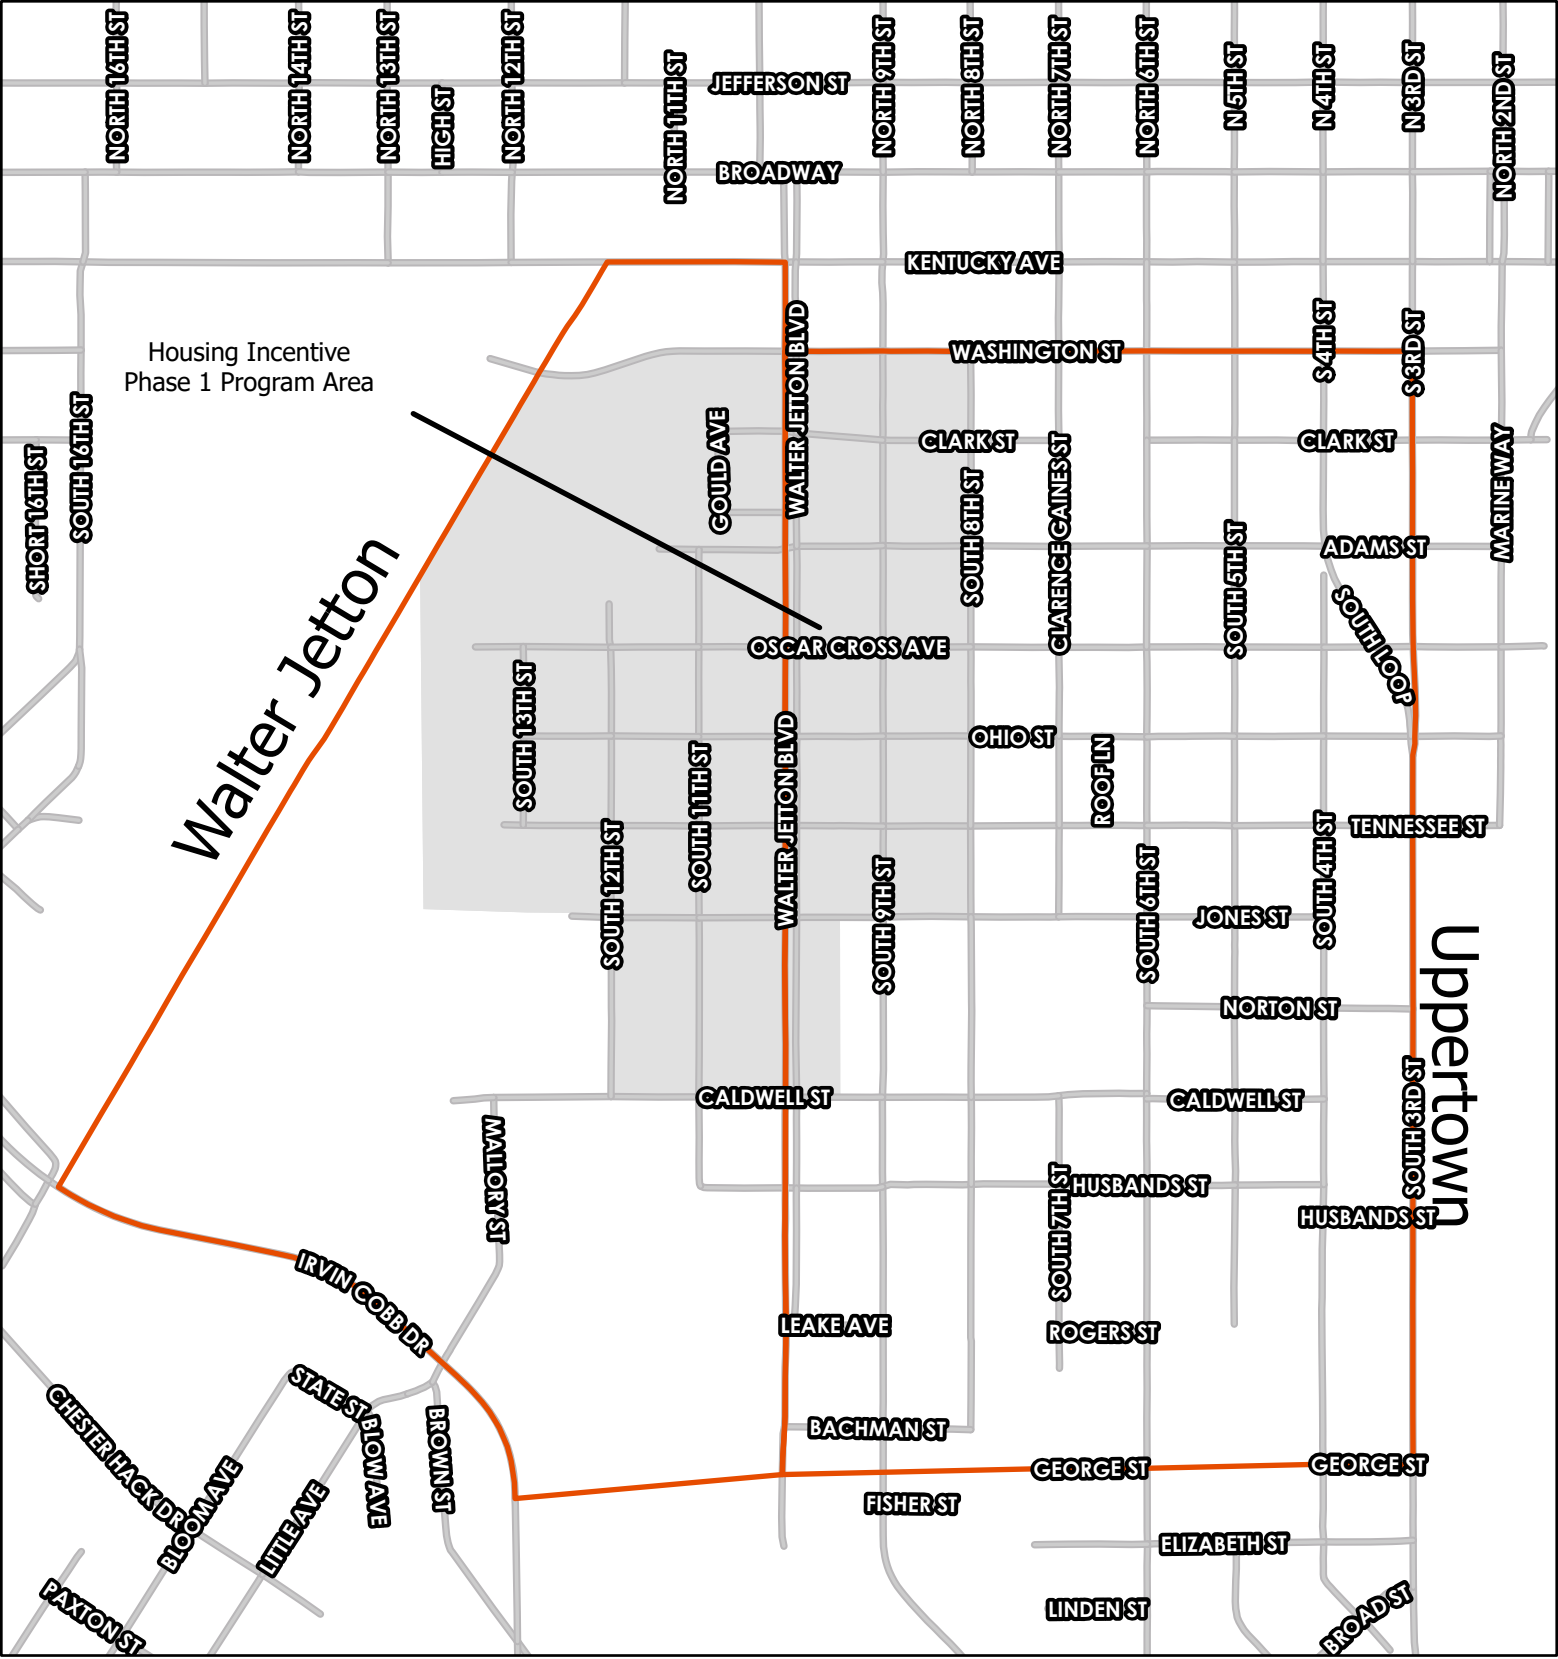 NORTH 16TH ST
NORTH 14TH ST
NORTH 13TH ST
HIGH ST
NORTH 12TH ST
NORTH 11TH ST
JEFFERSON ST
NORTH 9TH ST
NORTH 8TH ST
NORTH 7TH ST
NORTH 6TH ST
N 5TH ST
N 4TH ST
N 3RD ST
NORTH 2ND ST
BROADWAY
KENTUCKY AVE
Housing Incentive
Phase 1 Program Area
WALTER JETTON BLVD
WASHINGTON ST
S 4TH ST
S 3RD ST
SHORT 16TH ST
SOUTH 16TH ST
GOULD AVE
CLARK ST
CLARENCE GAINES ST
CLARK ST
MARINE WAY
SOUTH 8TH ST
SOUTH 5TH ST
ADAMS ST
SOUTH LOOP
Walter Jetton
OSCAR CROSS AVE
SOUTH 13TH ST
SOUTH 11TH ST
WALTER JETTON BLVD
OHIO ST
ROOF LN
SOUTH 12TH ST
TENNESSEE ST
SOUTH 9TH ST
SOUTH 6TH ST
SOUTH 4TH ST
JONES ST
Uppertown
NORTON ST
CALDWELL ST
CALDWELL ST
SOUTH 3RD ST
MALLORY ST
SOUTH 7TH ST
HUSBANDS ST
HUSBANDS ST
IRVIN COBB DR
LEAKE AVE
ROGERS ST
CHESTER HACK DR
STATE ST
BLOW AVE
BROWN ST
BACHMAN ST
BLOOM AVE
LITTLE AVE
GEORGE ST
GEORGE ST
FISHER ST
ELIZABETH ST
PAXTON ST
LINDEN ST
BROAD ST